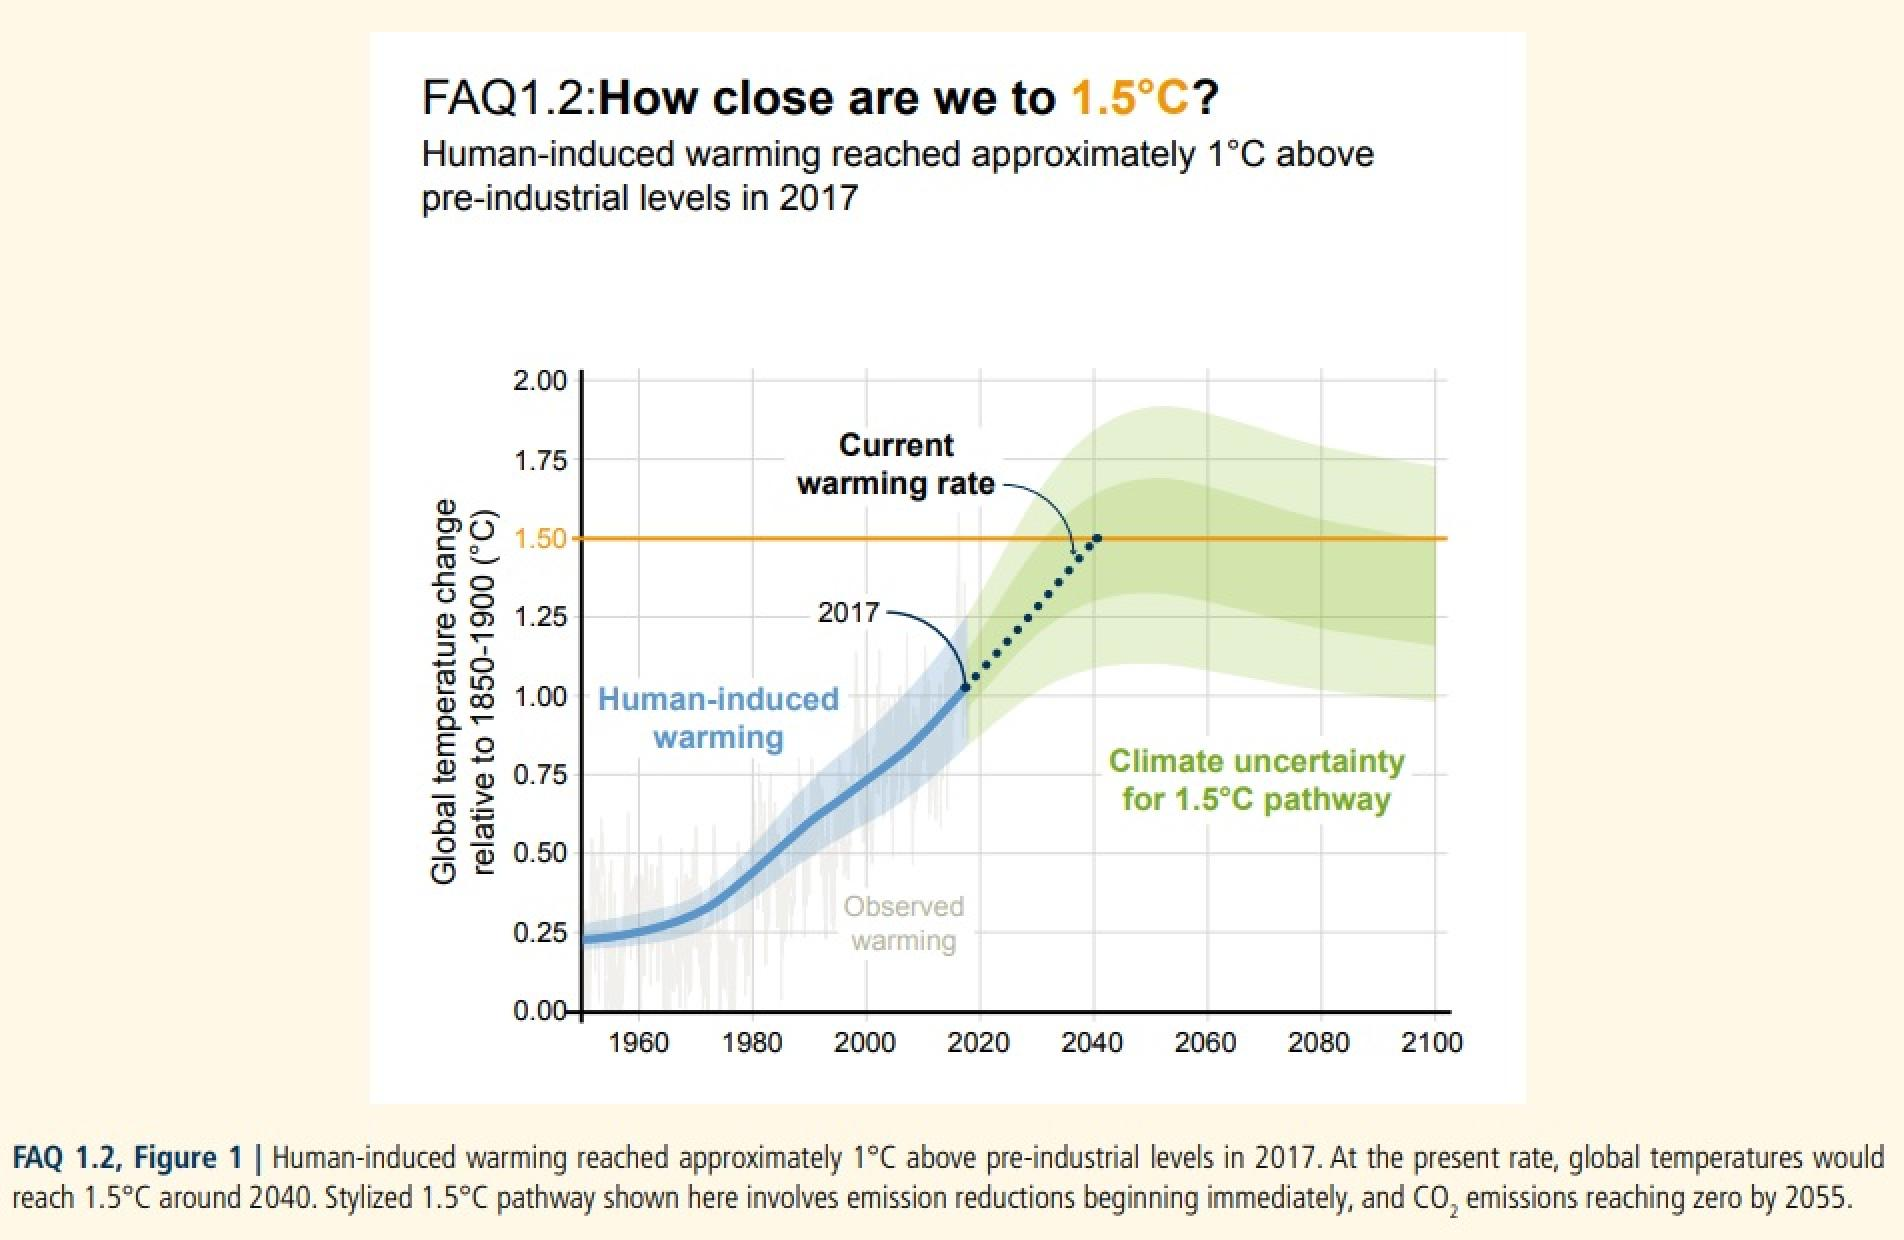 FAQ1.2:How close are we to 1.5°C?
Human-induced warming reached approximately 1°C above
pre-industrial levels in 2017
Global temperature change
relative to 1850-1900 (°C)
2.00
1.75
1.50
1.25
1.00
0.75
0.50
0.25
0.00
Current
warming rate
2017
Human-induced
warming
Climate uncertainty
for 1.5°C pathway
Observed
warming
1960 1980 2000 2020 2040 2060 2080 2100
FAQ 1.2, Figure 1 | Human-induced warming reached approximately 1°C above pre-industrial levels in 2017. At the present rate, global temperatures would
reach 1.5°C around 2040. Stylized 1.5°C pathway shown here involves emission reductions beginning immediately, and CO₂ emissions reaching zero by 2055.